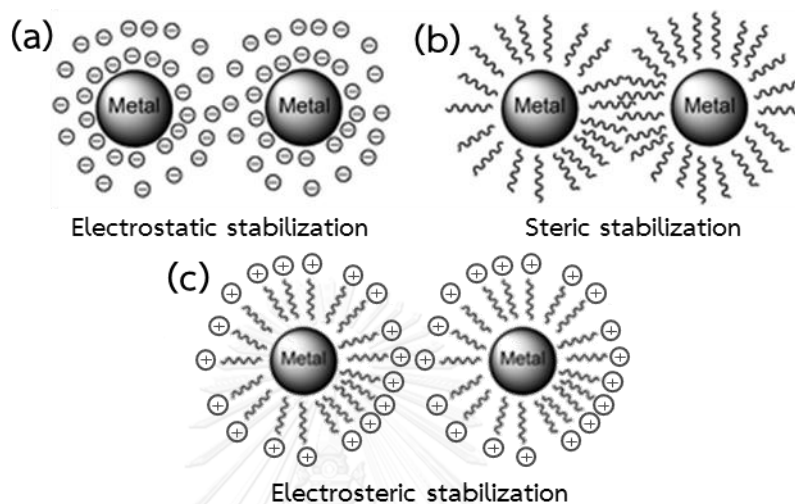 (a)
Metal
Metal
Electrostatic stabilization
(b)
Metal
Metal
Steric stabilization
(c)
Metal
Metal
Electrosteric stabilization